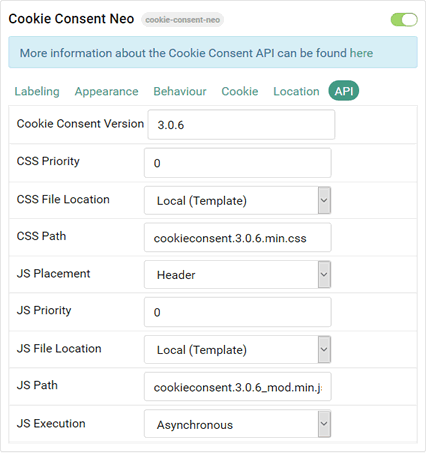 Cookie Consent Neo cookie-consent-neo
More information about the Cookie Consent API can be found here
Labeling Appearance Behaviour Cookie Location API
Cookie Consent Version 3.0.6
CSS Priority 0
CSS File Location Local (Template)
CSS Path cookieconsent.3.0.6.min.css
JS Placement Header
JS Priority 0
JS File Location Local (Template)
JS Path cookieconsent.3.0.6_mod.min.j
JS Execution Asynchronous